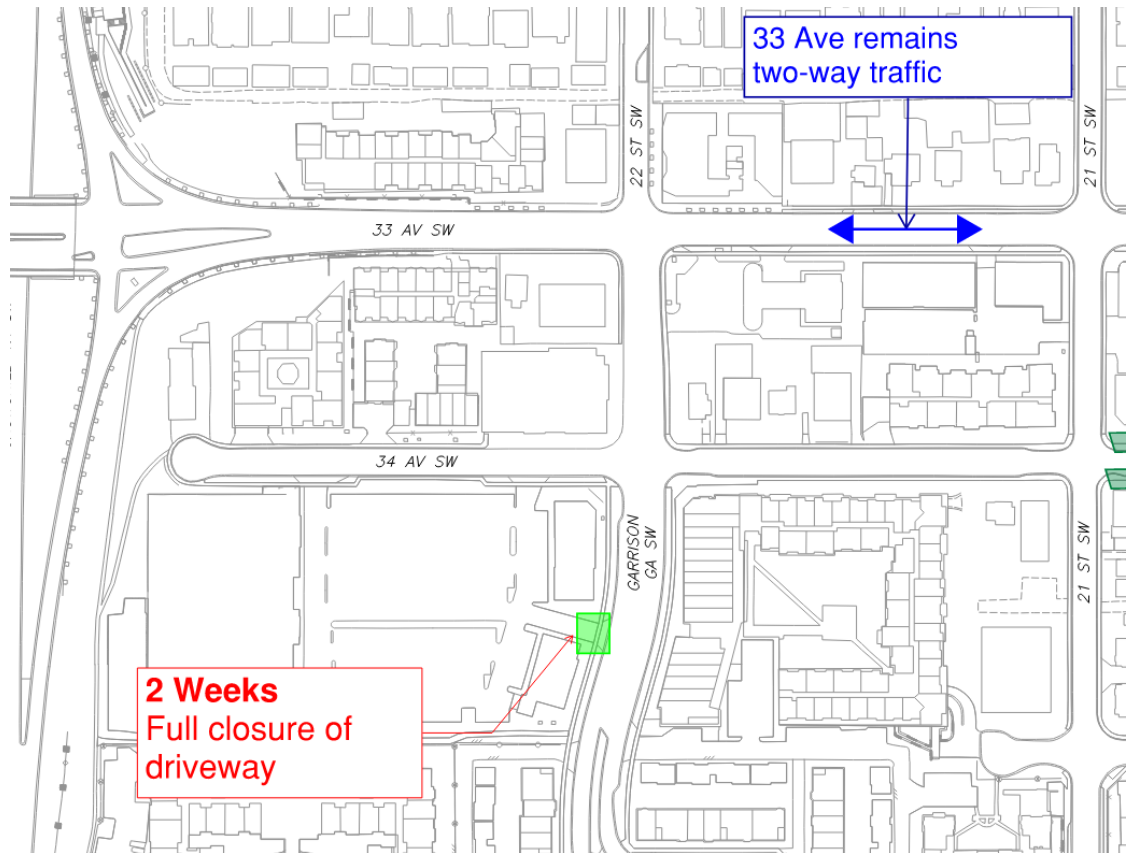 33 Ave remains
two-way traffic
22 ST SW
21 ST SW
33 AV SW
34 AV SW
GARRISON
GA SW
21 ST SW
2 Weeks
Full closure of
driveway